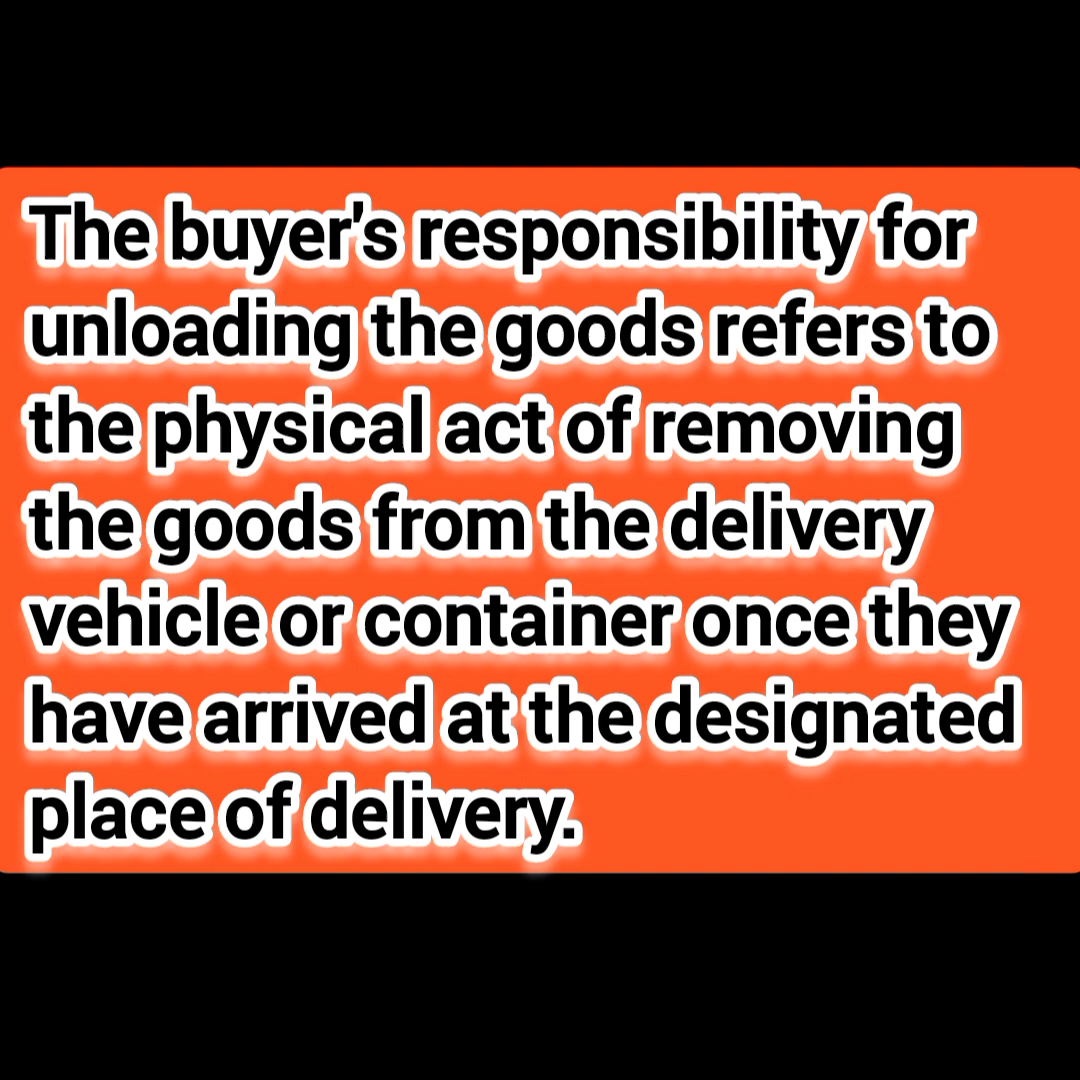 The buyer's responsibility for
unloading the goods refers to
the physical act of removing
the goods from the delivery
vehicle or container once they
have arrived at the designated
place of delivery.